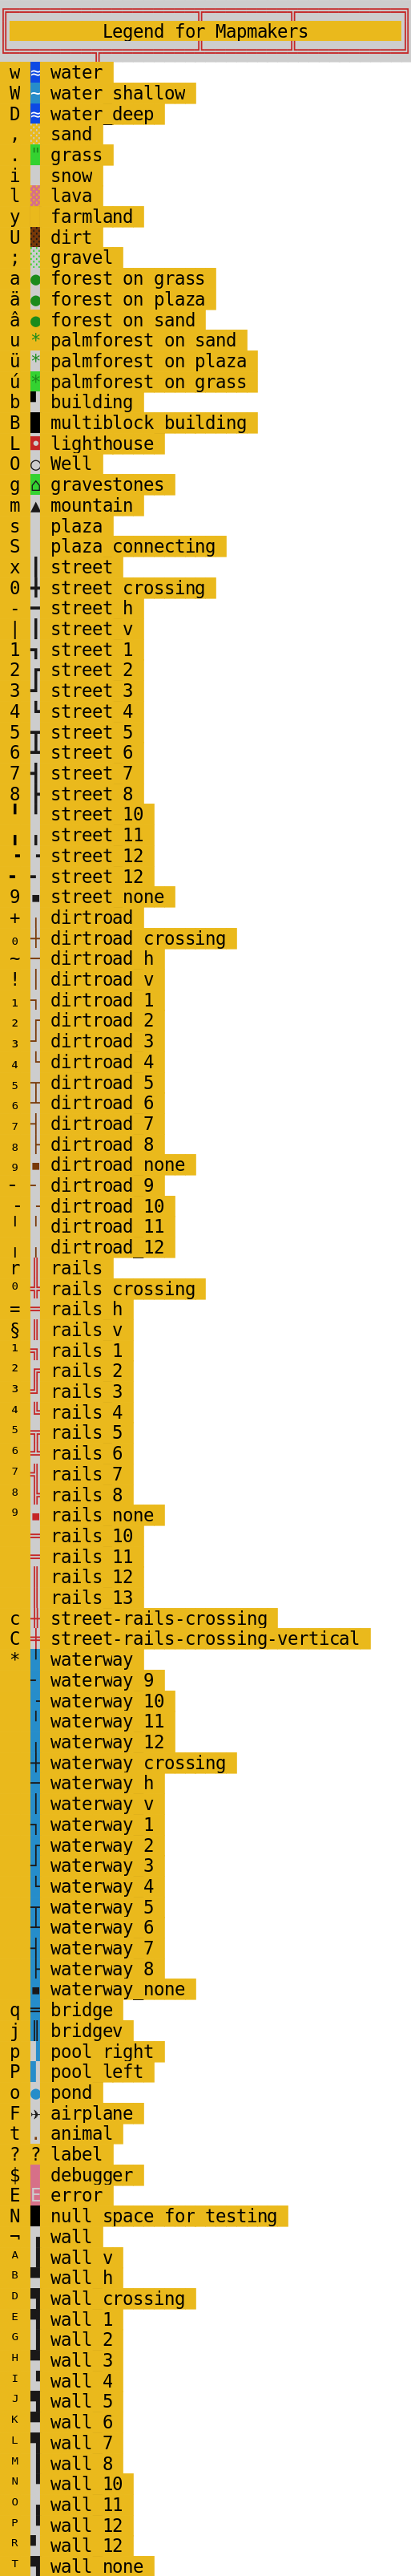 Legend for Mapmakers
w ≈ water
W ~ water shallow
D ≈ water_deep
, ░ sand
. " grass
i snow
l ▒ lava
y farmland
U ▒ dirt
; ░ gravel
a ● forest on grass
ä ● forest on plaza
â ● forest on sand
u * palmforest on sand
ü * palmforest on plaza
ú * palmforest on grass
b ▘ building
B █ multiblock building
L ◘ lighthouse
O ○ Well
g ⌂ gravestones
m ▲ mountain
s plaza
S plaza connecting
x ┃ street
0 ╋ street crossing
- ━ street h
| ┃ street v
1 ┓ street 1
2 ┏ street 2
3 ┛ street 3
4 ┗ street 4
5 ┳ street 5
6 ┻ street 6
7 ┫ street 7
8 ┣ street 8
╹ street 10
╻ ╻ street 11
╺ ╺ street 12
╸ ╸ street 12
9 ▪ street none
+ │ dirtroad
₀ ┼ dirtroad crossing
~ ─ dirtroad h
! │ dirtroad v
₁ ┐ dirtroad 1
₂ ┌ dirtroad 2
₃ ┘ dirtroad 3
₄ └ dirtroad 4
₅ ┬ dirtroad 5
₆ ┴ dirtroad 6
₇ ┤ dirtroad 7
₈ ├ dirtroad 8
₉ ▪ dirtroad none
╴ ╴ dirtroad 9
╶ ╶ dirtroad 10
╵ ╵ dirtroad 11
╷ ╷ dirtroad_12
r ║ rails
⁰ ╬ rails crossing
= ═ rails h
§ ║ rails v
¹ ╗ rails 1
² ╔ rails 2
³ ╝ rails 3
⁴ ╚ rails 4
⁵ ╦ rails 5
⁶ ╩ rails 6
⁷ ╣ rails 7
⁸ ╠ rails 8
⁹ ▪ rails none
═ rails 10
═ rails 11
║ rails 12
║ rails 13
c ╫ street-rails-crossing
C ╪ street-rails-crossing-vertical
* ╵ waterway
╴ waterway 9
╶ waterway 10
╵ waterway 11
╷ waterway 12
┼ waterway crossing
─ waterway h
│ waterway v
┐ waterway 1
┌ waterway 2
┘ waterway 3
└ waterway 4
┬ waterway 5
┴ waterway 6
┤ waterway 7
├ waterway 8
▪ waterway_none
q ═ bridge
j ║ bridgev
p pool right
P pool left
o ● pond
F ✈ airplane
t . animal
? ? label
$ debugger
E E error
N █ null space for testing
¬ wall
ᴬ wall v
ᴮ wall h
ᴰ wall crossing
ᴱ wall 1
ᴳ wall 2
ᴴ wall 3
ᴵ wall 4
ᴶ wall 5
ᴷ wall 6
ᴸ wall 7
ᴹ wall 8
ᴺ wall 10
ᴼ wall 11
ᴾ wall 12
ᴿ wall 12
ᵀ wall none